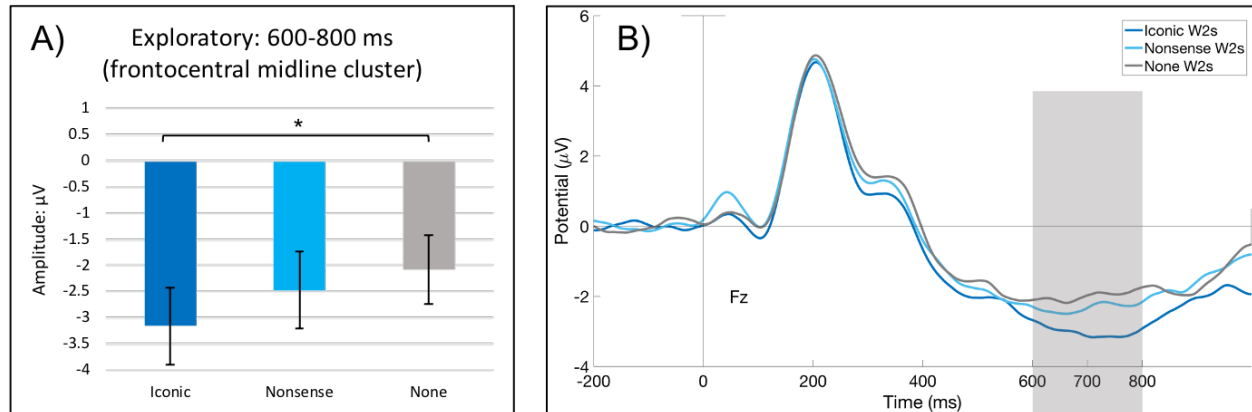 A)
Exploratory: 600-800 ms
(frontocentral midline cluster)
Amplitude: µV
1
0.5
0
-0.5
-1
-1.5
-2
-2.5
-3
-3.5
-4
*
Iconic
Nonsense
None
B)
Iconic W2s
Nonsense W2s
None W2s
Potential (µV)
6
4
2
0
-2
-4
Fz
-200
0
200
400
600
700
800
Time (ms)